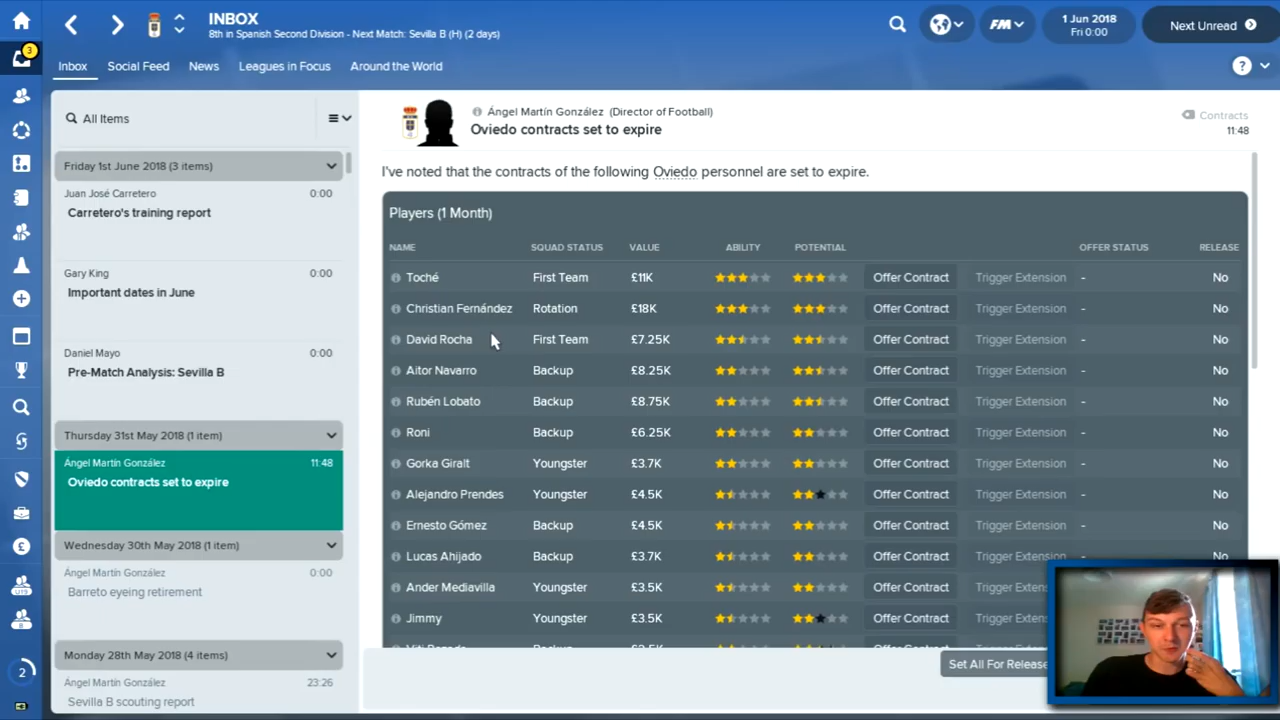 INBOX
8th in Spanish Second Division - Next Match: Sevilla B (H) (2 days)
FM
1 Jun 2018
Fri 0:00
Next Unread
3
Inbox Social Feed News Leagues in Focus Around the World
?
All Items
Friday 1st June 2018 (3 items)
Juan José Carretero 0:00
Carretero's training report
Gary King 0:00
Important dates in June
Daniel Mayo 0:00
Pre-Match Analysis: Sevilla B
Thursday 31st May 2018 (1 item)
Ángel Martín González 11:48
Oviedo contracts set to expire
Wednesday 30th May 2018 (1 item)
Ángel Martín González 0:00
Barreto eyeing retirement
Monday 28th May 2018 (4 items)
Ángel Martín González 23:26
Sevilla B scouting report
U19
B
2
Ángel Martín González (Director of Football)
Oviedo contracts set to expire
Contracts
11:48
I've noted that the contracts of the following Oviedo personnel are set to expire.
Players (1 Month)
NAME SQUAD STATUS VALUE ABILITY POTENTIAL OFFER STATUS RELEASE
Toché First Team £11K Offer Contract Trigger Extension - No
Christian Fernández Rotation £18K Offer Contract Trigger Extension - No
David Rocha First Team £7.25K Offer Contract Trigger Extension - No
Aitor Navarro Backup £8.25K Offer Contract Trigger Extension - No
Rubén Lobato Backup £8.75K Offer Contract Trigger Extension - No
Roni Backup £6.25K Offer Contract Trigger Extension - No
Gorka Giralt Youngster £3.7K Offer Contract Trigger Extension - No
Alejandro Prendes Youngster £4.5K Offer Contract Trigger Extension - No
Ernesto Gómez Backup £4.5K Offer Contract Trigger Extension - No
Lucas Ahijado Backup £3.7K Offer Contract Trigger Extension - No
Ander Mediavilla Youngster £3.5K Offer Contract
Jimmy Youngster £3.5K Offer Contract
Set All For Release